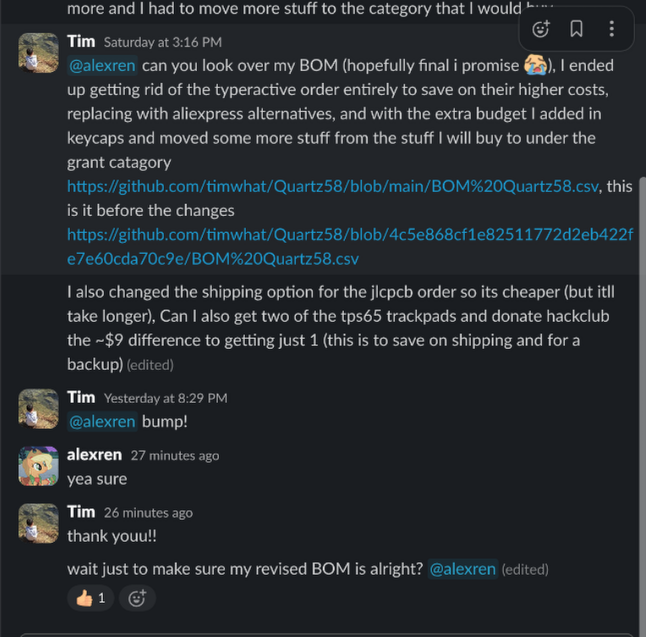 more and I had to move more stuff to the category that I would
Tim Saturday at 3:16 PM
@alexren can you look over my BOM (hopefully final i promise 😭), I ended
up getting rid of the typeractive order entirely to save on their higher costs,
replacing with aliexpress alternatives, and with the extra budget I added in
keycaps and moved some more stuff from the stuff I will buy to under the
grant catagory
https://github.com/timwhat/Quartz58/blob/main/BOM%20Quartz58.csv, this
is it before the changes
https://github.com/timwhat/Quartz58/blob/4c5e868cf1e82511772d2eb422f
e7e60cda70c9e/BOM%20Quartz58.csv
I also changed the shipping option for the jlcpcb order so its cheaper (but itll
take longer), Can I also get two of the tps65 trackpads and donate hackclub
the ~$9 difference to getting just 1 (this is to save on shipping and for a
backup) (edited)
Tim Yesterday at 8:29 PM
@alexren bump!
alexren 27 minutes ago
yea sure
Tim 26 minutes ago
thank youu!!
wait just to make sure my revised BOM is alright? @alexren (edited)
👍 1